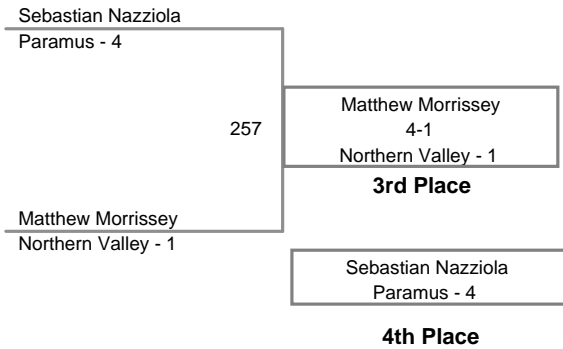 Sebastian Nazziola
Paramus - 4
257
Matthew Morrissey
4-1
Northern Valley - 1
3rd Place
Matthew Morrissey
Northern Valley - 1
Sebastian Nazziola
Paramus - 4
4th Place